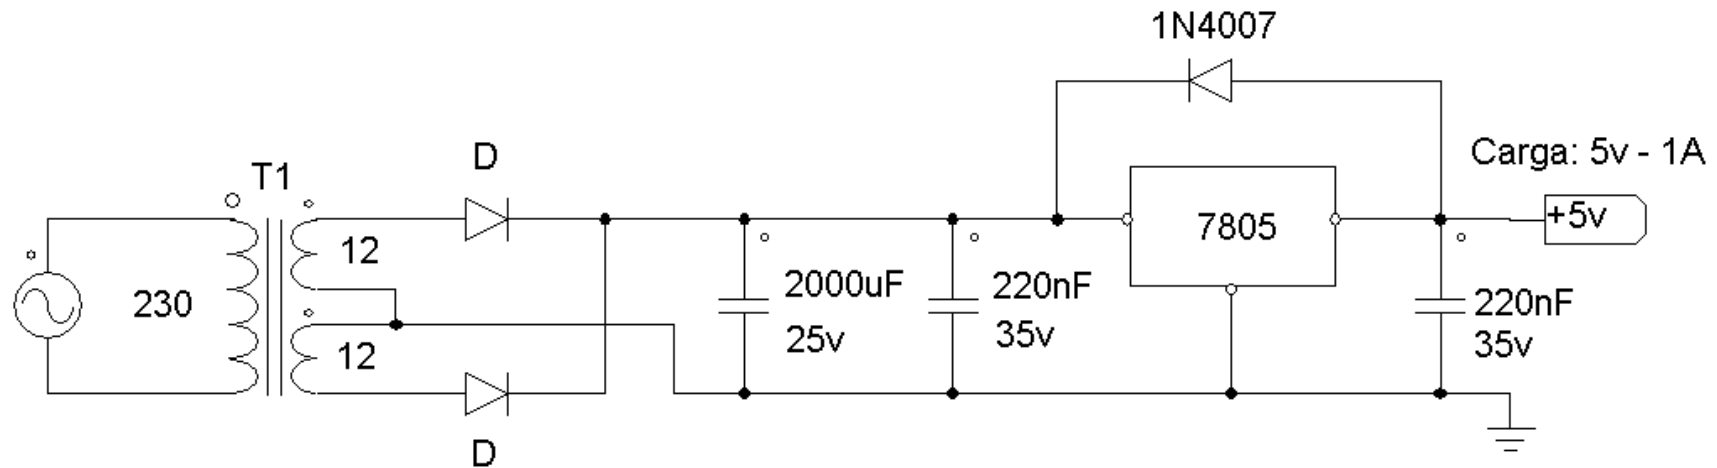 1N4007
D
T1
Carga: 5v - 1A
+5v
7805
12
230
2000uF
25v
220nF
35v
220nF
35v
12
D